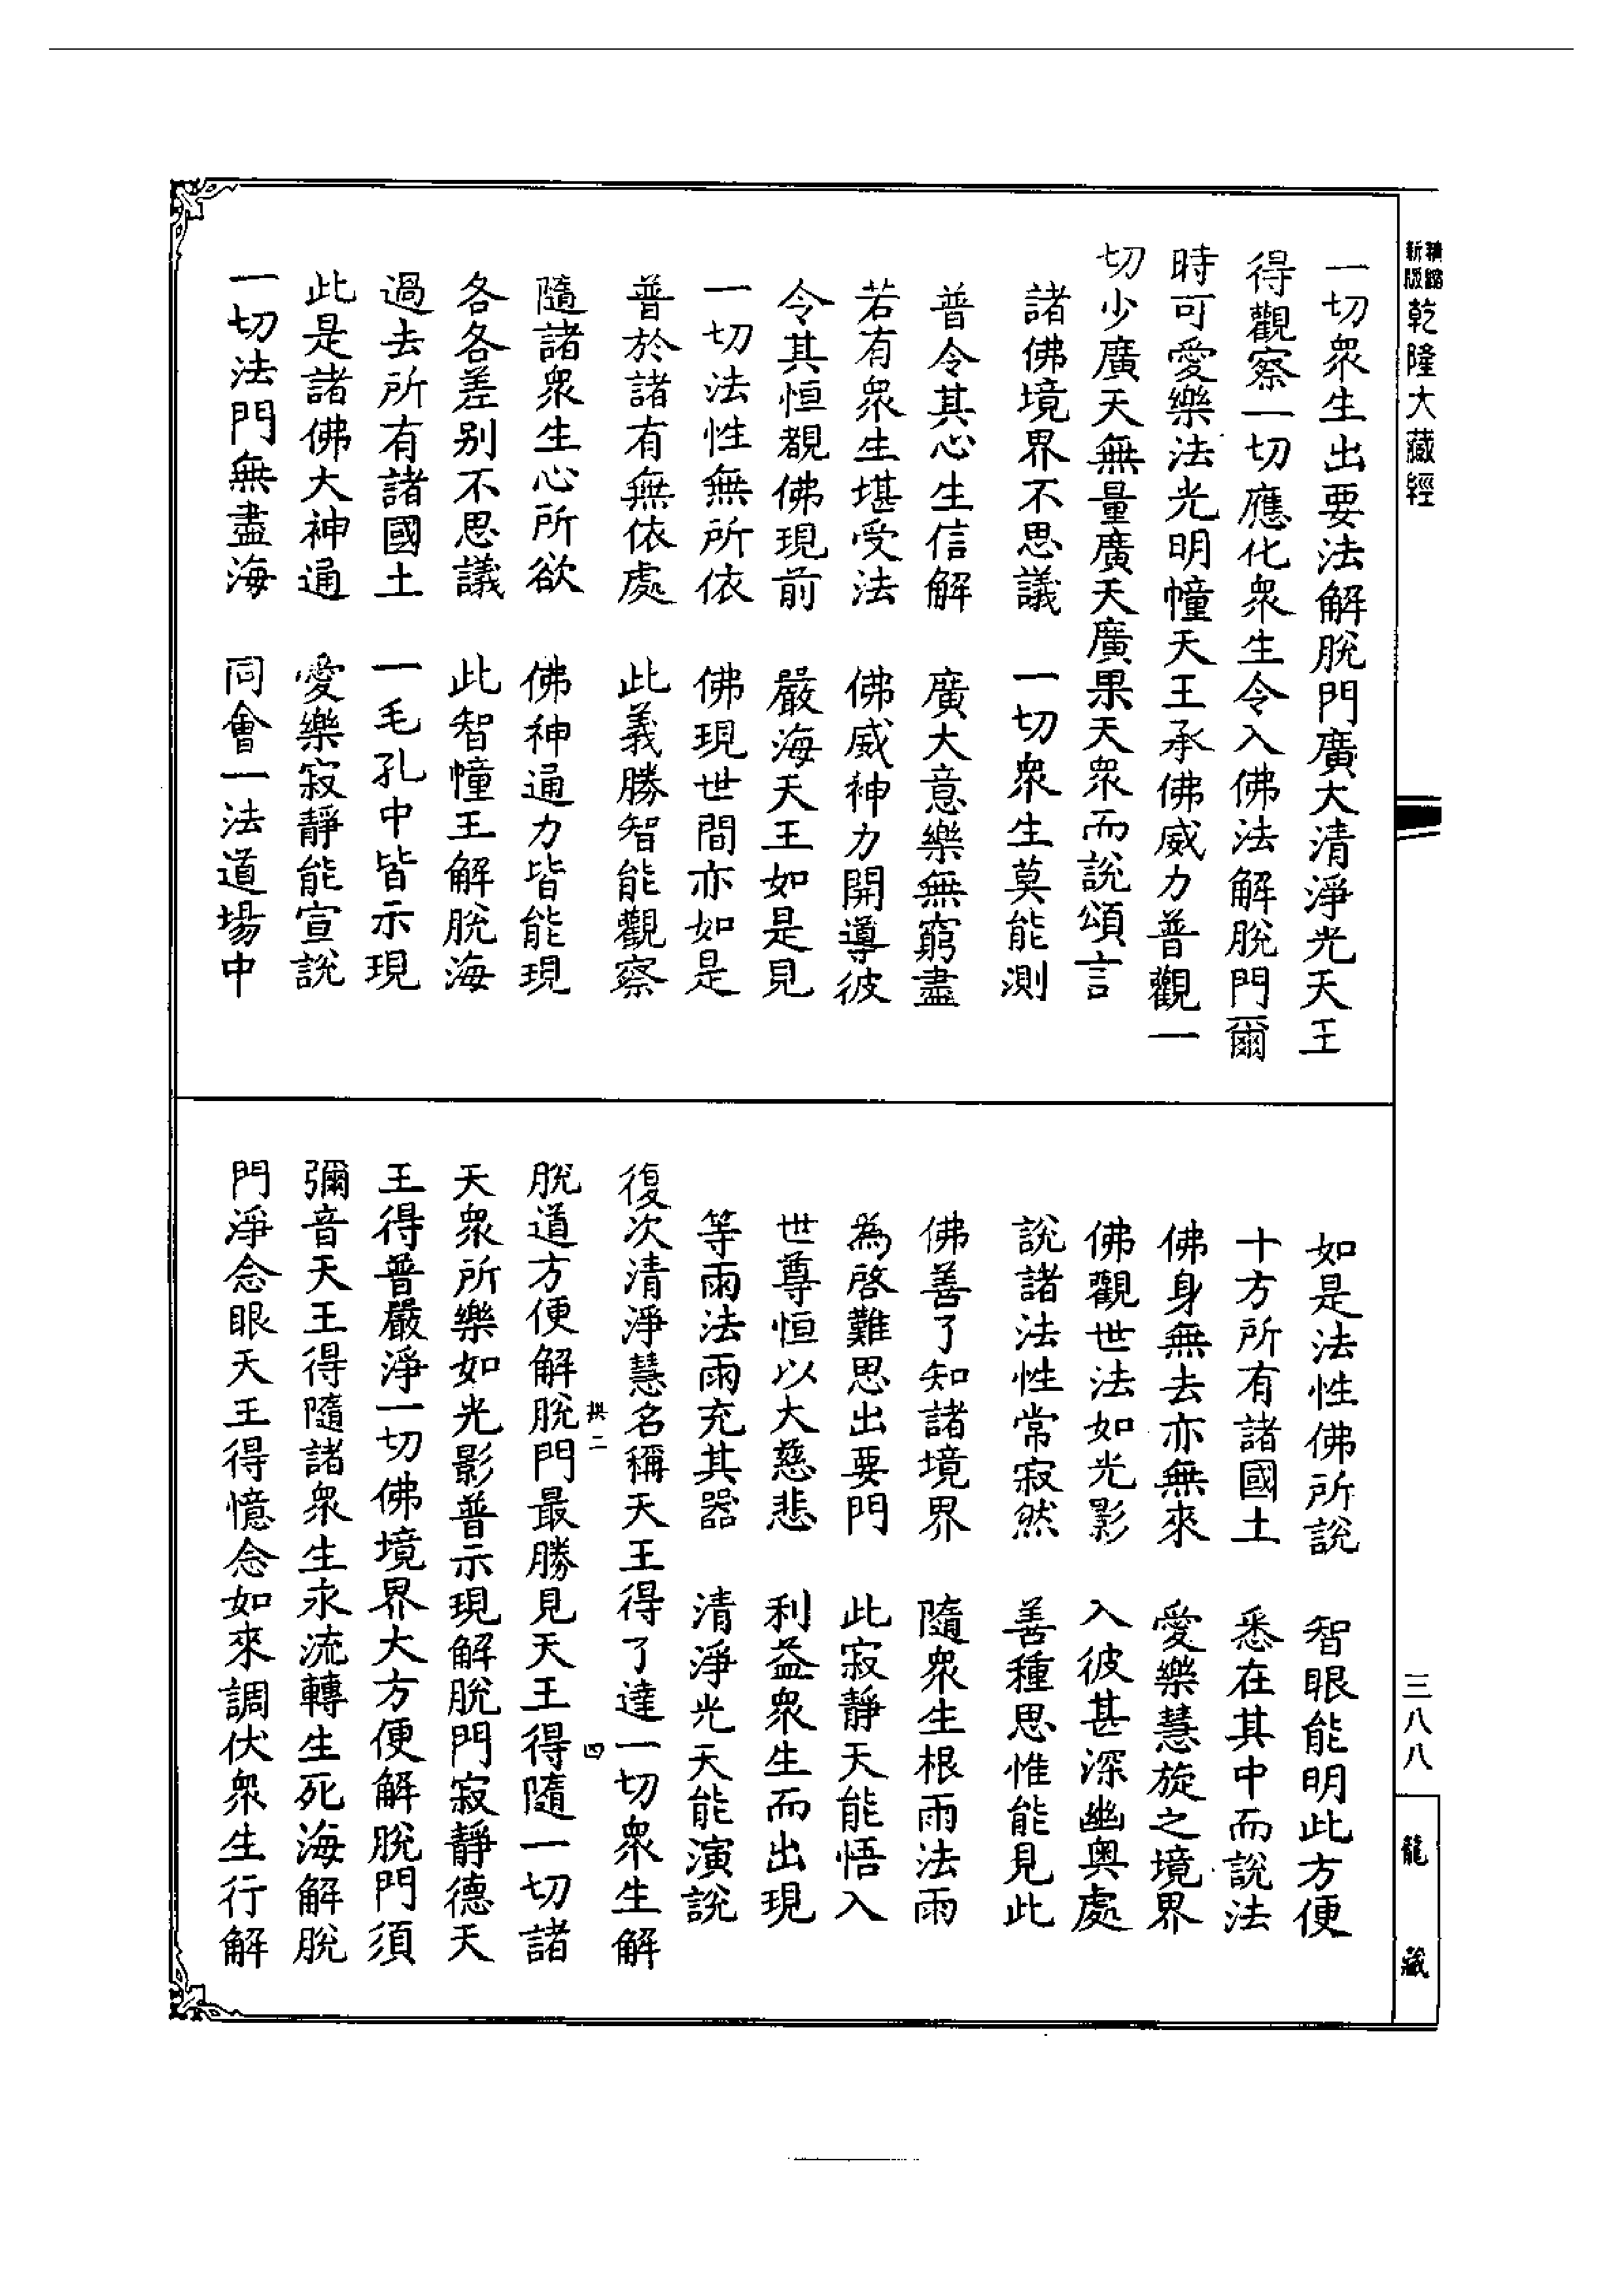 精縮新版乾隆大藏經
一切衆生出要法解脫門廣大清淨光天王
得觀察一切應化衆生令入佛法解脫門爾
時可愛樂法光明幢天王承佛威力普觀一
切少廣天無量廣天廣果天衆而說頌言
諸佛境界不思議　一切衆生莫能測
普令其心生信解　廣大意樂無窮盡
若有衆生堪受法　佛威神力開導彼
令其恒覩佛現前　嚴海天王如是見
一切法性無所依　佛現世間亦如是
普於諸有無依處　此義勝智能觀察
隨諸衆生心所欲　佛神通力皆能現
各各差别不思議　此智幢王解脫海
過去所有諸國土　一毛孔中皆示現
此是諸佛大神通　愛樂寂靜能宣說
一切法門無盡海　同會一法道場中
如是法性佛所說　智眼能明此方便
十方所有諸國土　悉在其中而說法
佛身無去亦無來　愛樂慧旋之境界
佛觀世法如光影　入彼甚深幽奧處
說諸法性常寂然　善種思惟能見此
佛善了知諸境界　隨衆生根雨法雨
為啓難思出要門　此寂靜天能悟入
世尊恒以大慈悲　利益衆生而出現
等雨法雨充其器　清淨光天能演說
復次清淨慧名稱天王得了達一切衆生解
拱二　四
脫道方便解脫門最勝見天王得隨一切諸
天衆所樂如光影普示現解脫門寂靜德天
王得普嚴淨一切佛境界大方便解脫門須
彌音天王得隨諸衆生永流轉生死海解脫
門淨念眼天王得憶念如來調伏衆生行解
三八八
龍藏